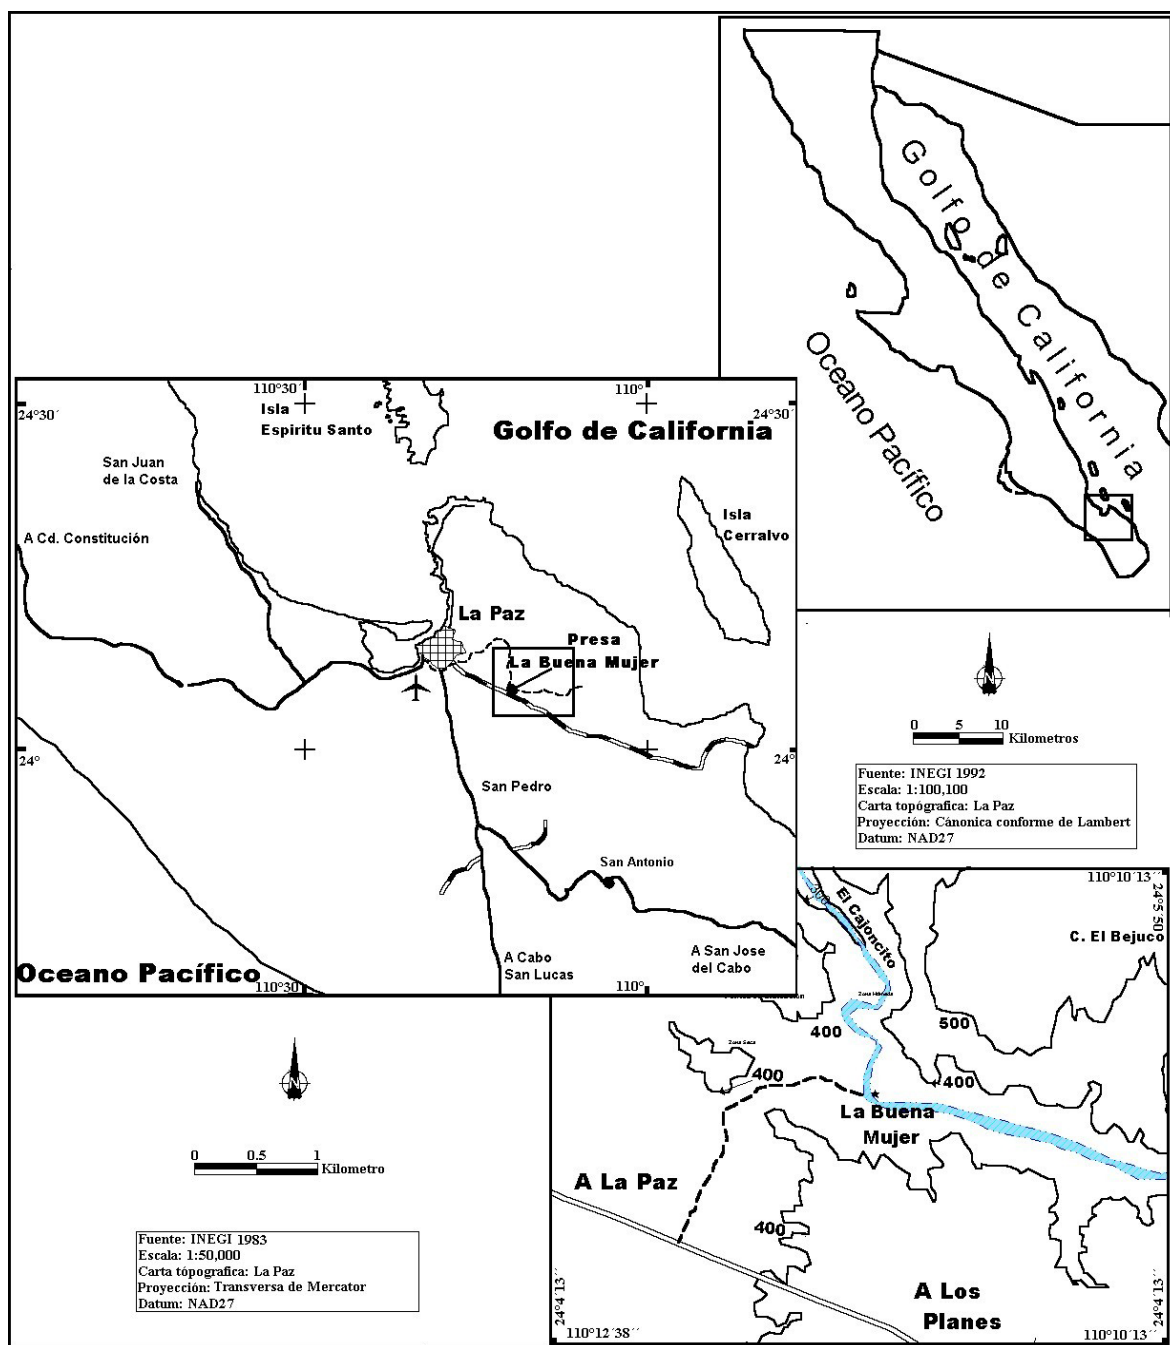 Golfo de California
Oceano Pacífico
110°30´
110°
24°30´
24°30´
Isla
Espiritu Santo
Golfo de California
San Juan
de la Costa
Isla
Cerralvo
A Cd. Constitución
La Paz
Presa
La Buena Mujer
24°
24°
San Pedro
San Antonio
A Cabo
San Lucas
A San Jose
del Cabo
Oceano Pacífico
110°30
110°
N
0 5 10
Kilometros
Fuente: INEGI 1992
Escala: 1:100,100
Carta topógrafica: La Paz
Proyección: Cánonica conforme de Lambert
Datum: NAD27
110°10´13´´
24°5´50
300
El Cajoncito
C. El Bejuco
Zona Húmeda
400
500
Zona Seca
400
400
La Buena
Mujer
A La Paz
400
A Los
Planes
24°4´13´´
24°4´13´´
110°12´38´´
110°10´13´´
N
0 0.5 1
Kilometro
Fuente: INEGI 1983
Escala: 1:50,000
Carta tópografica: La Paz
Proyección: Transversa de Mercator
Datum: NAD27